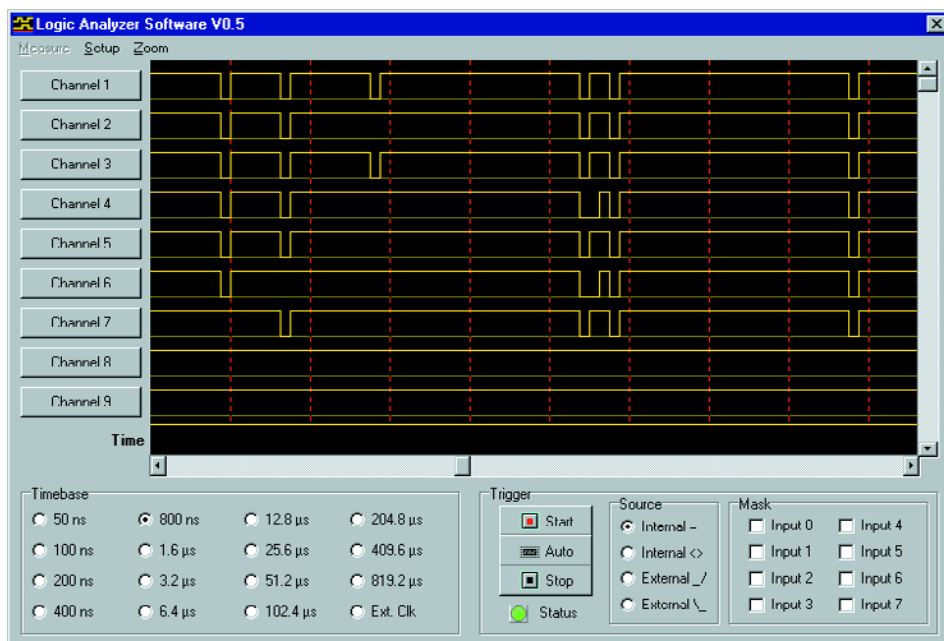 Logic Analyzer Software V0.5
Measure Setup Zoom
Channel 1
Channel 2
Channel 3
Channel 4
Channel 5
Channel 6
Channel 7
Channel 8
Channel 9
Time
Timebase
50 ns 800 ns 12.8 µs 204.8 µs
100 ns 1.6 µs 25.6 µs 409.6 µs
200 ns 3.2 µs 51.2 µs 819.2 µs
400 ns 6.4 µs 102.4 µs Ext. Clk
Trigger
Start
Auto
Stop
Status
Source
Internal –
Internal <>
External _/
External \_
Mask
Input 0 Input 4
Input 1 Input 5
Input 2 Input 6
Input 3 Input 7